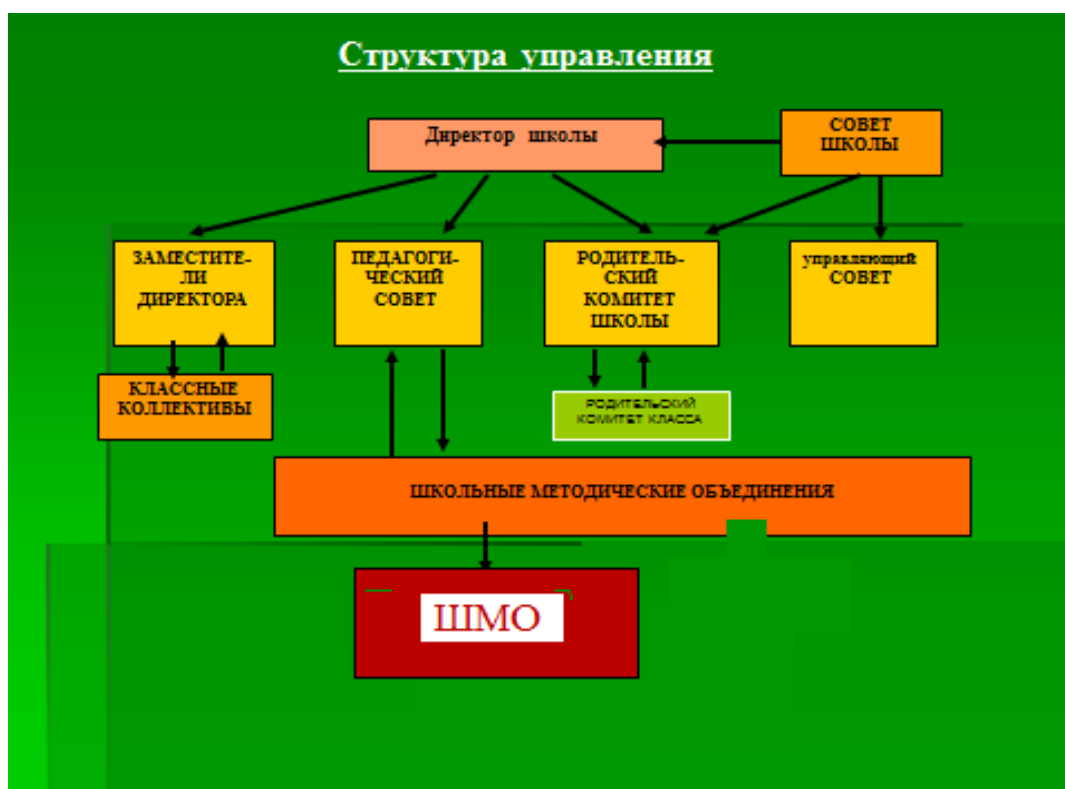 Структура управления
Директор школы
СОВЕТ
ШКОЛЫ
ЗАМЕСТИТЕ-
ЛИ
ДИРЕКТОРА
ПЕДАГОГИ-
ЧЕСКИЙ
СОВЕТ
РОДИТЕЛЬ-
СКИЙ
КОМИТЕТ
ШКОЛЫ
управляющий
СОВЕТ
КЛАССНЫЕ
КОЛЛЕКТИВЫ
РОДИТЕЛЬСКИЙ
КОМИТЕТ КЛАССА
ШКОЛЬНЫЕ МЕТОДИЧЕСКИЕ ОБЪЕДИНЕНИЯ
ШМО